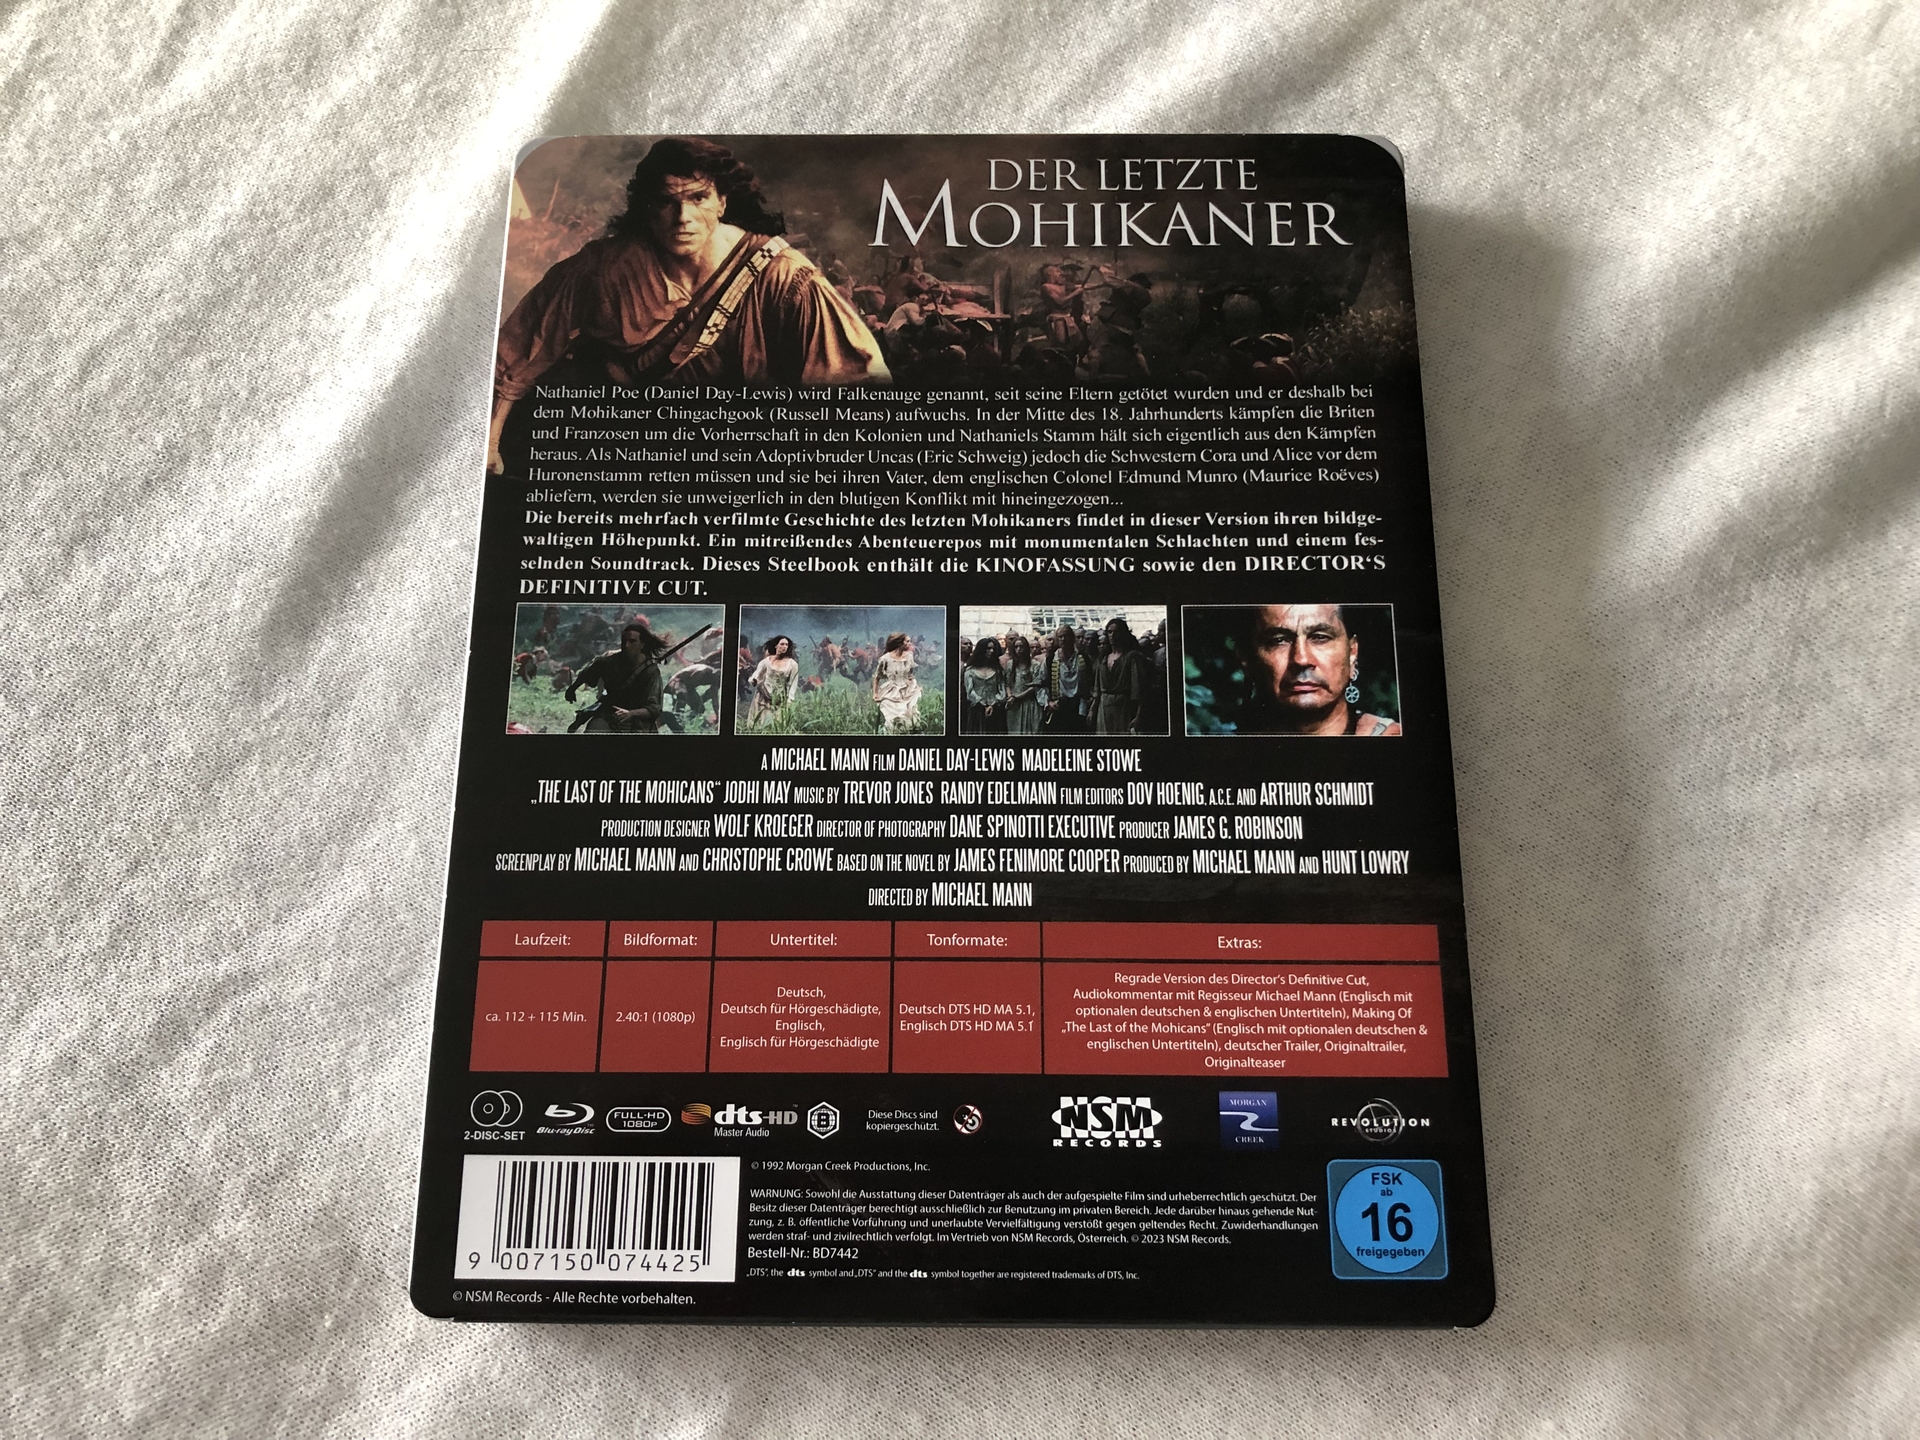 DER LETZTE
MOHIKANER
Nathaniel Poe (Daniel Day-Lewis) wird Falkenauge genannt, seit seine Eltern getötet wurden und er deshalb bei
dem Mohikaner Chingachgook (Russell Means) aufwuchs. In der Mitte des 18. Jahrhunderts kämpfen die Briten
und Franzosen um die Vorherrschaft in den Kolonien und Nathaniels Stamm hält sich eigentlich aus den Kämpfen
heraus. Als Nathaniel und sein Adoptivbruder Uncas (Eric Schweig) jedoch die Schwestern Cora und Alice vor dem
Huronenstamm retten müssen und sie bei ihren Vater, dem englischen Colonel Edmund Munro (Maurice Roëves)
abliefern, werden sie unweigerlich in den blutigen Konflikt mit hineingezogen...
Die bereits mehrfach verfilmte Geschichte des letzten Mohikaners findet in dieser Version ihren bildge-
waltigen Höhepunkt. Ein mitreißendes Abenteuerepos mit monumentalen Schlachten und einem fes-
selnden Soundtrack. Dieses Steelbook enthält die KINOFASSUNG sowie den DIRECTOR'S
DEFINITIVE CUT.
A MICHAEL MANN FILM DANIEL DAY-LEWIS MADELEINE STOWE
„THE LAST OF THE MOHICANS“ JODHI MAY MUSIC BY TREVOR JONES RANDY EDELMANN FILM EDITORS DOV HOENIG, A.C.E. AND ARTHUR SCHMIDT
PRODUCTION DESIGNER WOLF KROEGER DIRECTOR OF PHOTOGRAPHY DANE SPINOTTI EXECUTIVE PRODUCER JAMES G. ROBINSON
SCREENPLAY BY MICHAEL MANN AND CHRISTOPHE CROWE BASED ON THE NOVEL BY JAMES FENIMORE COOPER PRODUCED BY MICHAEL MANN AND HUNT LOWRY
DIRECTED BY MICHAEL MANN
Laufzeit:
ca. 112 + 115 Min.
Bildformat:
2.40:1 (1080p)
Untertitel:
Deutsch,
Deutsch für Hörgeschädigte,
Englisch,
Englisch für Hörgeschädigte
Tonformate:
Deutsch DTS HD MA 5.1,
Englisch DTS HD MA 5.1
Extras:
Regrade Version des Director's Definitive Cut,
Audiokommentar mit Regisseur Michael Mann (Englisch mit
optionalen deutschen & englischen Untertiteln), Making Of
„The Last of the Mohicans“ (Englisch mit optionalen deutschen &
englischen Untertiteln), deutscher Trailer, Originaltrailer,
Originalteaser
2-DISC-SET
Blu-ray Disc
FULL-HD
1080P
dts-HD
Master Audio
B
Diese Discs sind
kopiergeschützt.
NSM
RECORDS
MORGAN
CREEK
REVOLUTION
STUDIOS
9 007150 074425
© 1992 Morgan Creek Productions, Inc.
WARNUNG: Sowohl die Ausstattung dieser Datenträger als auch der aufgespielte Film sind urheberrechtlich geschützt. Der
Besitz dieser Datenträger berechtigt ausschließlich zur Benutzung im privaten Bereich. Jede darüber hinaus gehende Nut-
zung, z. B. öffentliche Vorführung und unerlaubte Vervielfältigung verstößt gegen geltendes Recht. Zuwiderhandlungen
werden straf- und zivilrechtlich verfolgt. Im Vertrieb von NSM Records, Österreich. © 2023 NSM Records.
Bestell-Nr.: BD7442
„DTS“, the dts symbol and „DTS“ and the dts symbol together are registered trademarks of DTS, Inc.
FSK
ab
16
freigegeben
© NSM Records - Alle Rechte vorbehalten.